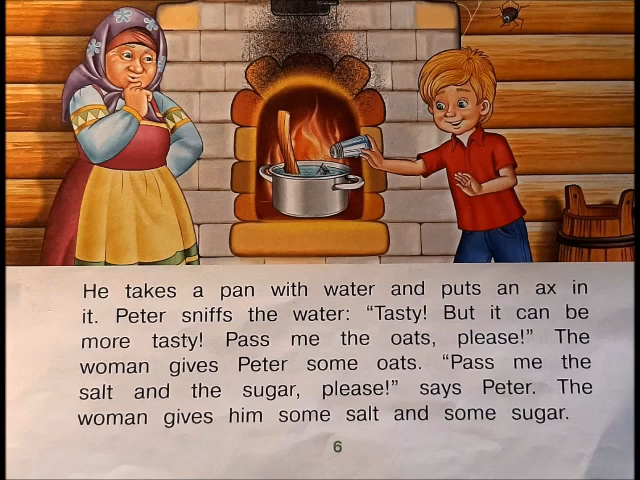 He takes a pan with water and puts an ax in
it. Peter sniffs the water: “Tasty! But it can be
more tasty! Pass me the oats, please!” The
woman gives Peter some oats. “Pass me the
salt and the sugar, please!” says Peter. The
woman gives him some salt and some sugar.
6